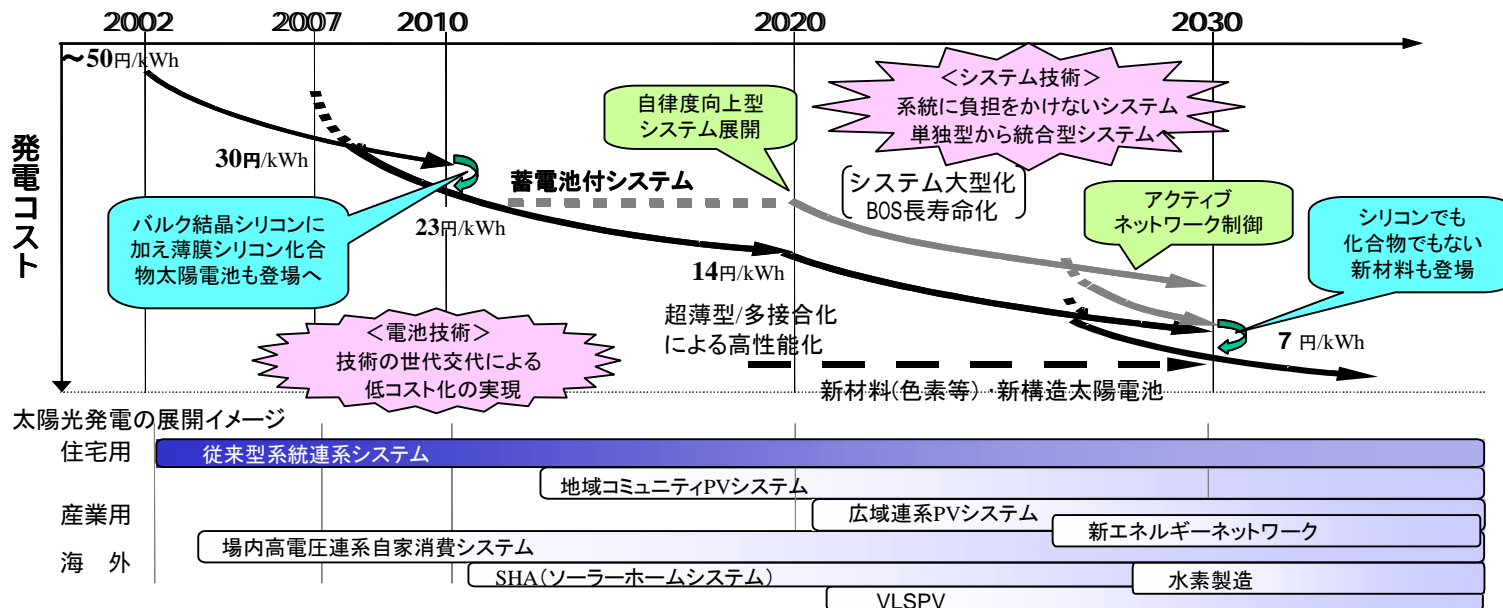 2002 2007 2010 2020 2030
～50円/kWh
発電コスト
30円/kWh
23円/kWh
14円/kWh
7 円/kWh
バルク結晶シリコンに
加え薄膜シリコン化合
物太陽電池も登場へ
＜電池技術＞
技術の世代交代による
低コスト化の実現
蓄電池付システム
自律度向上型
システム展開
＜システム技術＞
系統に負担をかけないシステム
単独型から統合型システムへ
システム大型化
BOS長寿命化
アクティブ
ネットワーク制御
シリコンでも
化合物でもない
新材料も登場
超薄型/多接合化
による高性能化
新材料(色素等)・新構造太陽電池
太陽光発電の展開イメージ
住宅用
従来型系統連系システム
地域コミュニティPVシステム
産業用
広域連系PVシステム
新エネルギーネットワーク
場内高電圧連系自家消費システム
海 外
SHA（ソーラーホームシステム）
水素製造
VLSPV